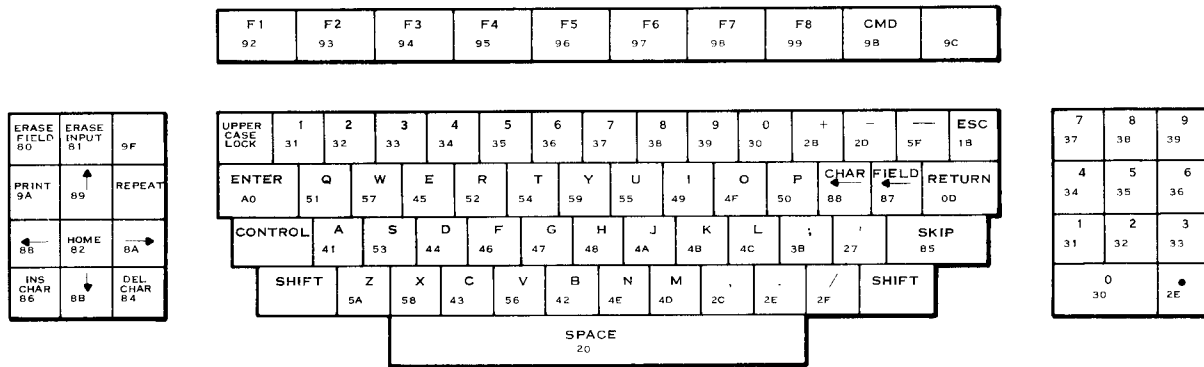 F1 F2 F3 F4 F5 F6 F7 F8 CMD
92 93 94 95 96 97 98 99 9B 9C
ERASE ERASE
FIELD INPUT
80 81 9F
PRINT REPEAT
9A 89
← HOME →
88 82 8A
INS DEL
CHAR CHAR
86 8B 84
UPPER 1 2 3 4 5 6 7 8 9 0 + - — ESC
CASE
LOCK 31 32 33 34 35 36 37 38 39 30 2B 2D 5F 1B
ENTER Q W E R T Y U I O P CHAR FIELD RETURN
A0 51 57 45 52 54 59 55 49 4F 50 88 87 0D
CONTROL A S D F G H J K L ; ' SKIP
41 53 44 46 47 48 4A 4B 4C 3B 27 85
SHIFT Z X C V B N M , . / SHIFT
5A 58 43 56 42 4E 4D 2C 2E 2F
SPACE
20
7 8 9
37 38 39
4 5 6
34 35 36
1 2 3
31 32 33
0 •
30 2E